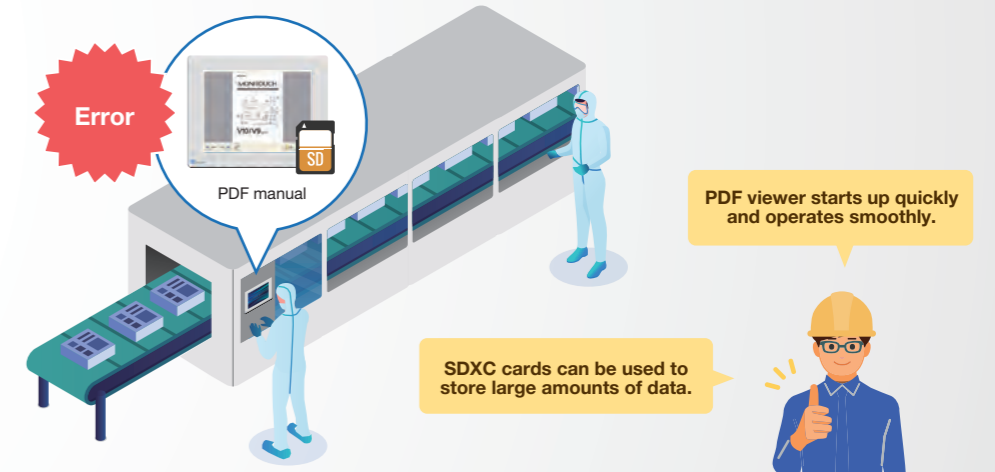 Error
MONITOUCH
SD
PDF manual
PDF viewer starts up quickly
and operates smoothly.
SDXC cards can be used to
store large amounts of data.